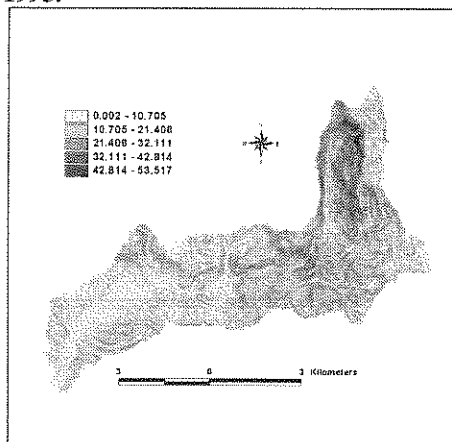 0.002 - 10.705
10.705 - 21.408
21.408 - 32.111
32.111 - 42.814
42.814 - 53.517
3 0 3 Kilometers